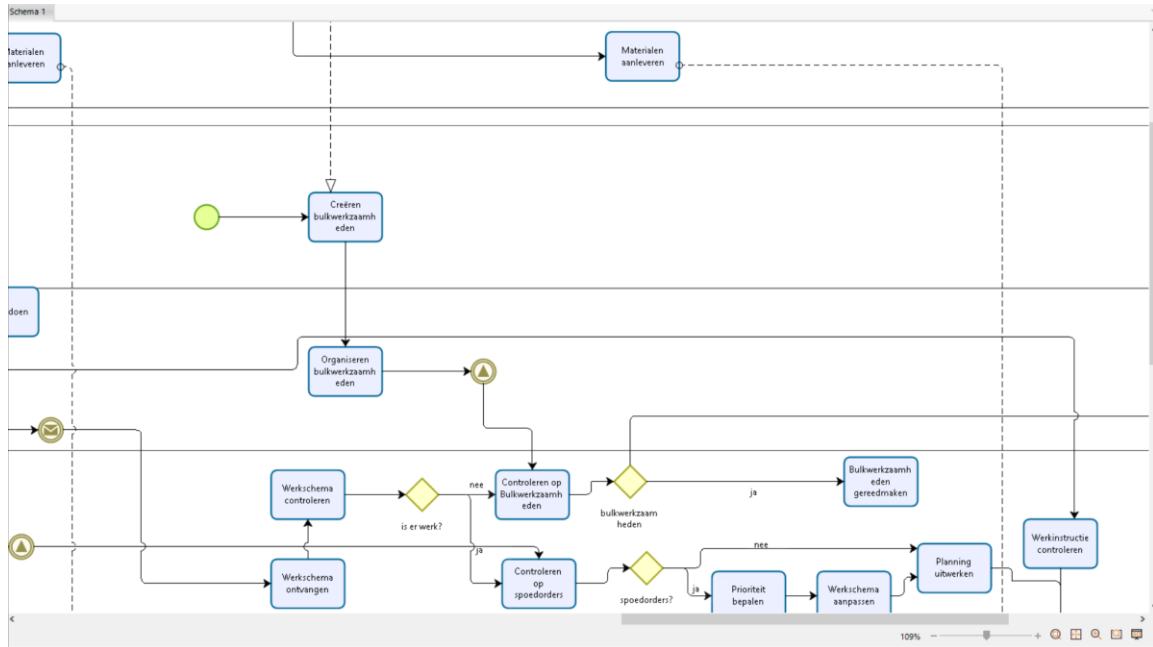 Schema 1
Materialen
aanleveren
Materialen
aanleveren
Creëren
bulkwerkzaamh
eden
doen
Organiseren
bulkwerkzaamh
eden
Werkschema
controleren
is er werk?
nee
ja
Controleren op
Bulkwerkzaamh
eden
bulkwerkzaam
heden
ja
Bulkwerkzaamh
eden
gereedmaken
Werkschema
ontvangen
Controleren
op
spoedorders
spoedorders?
nee
ja
Prioriteit
bepalen
Werkschema
aanpassen
Planning
uitwerken
Werkinstructie
controleren
109%